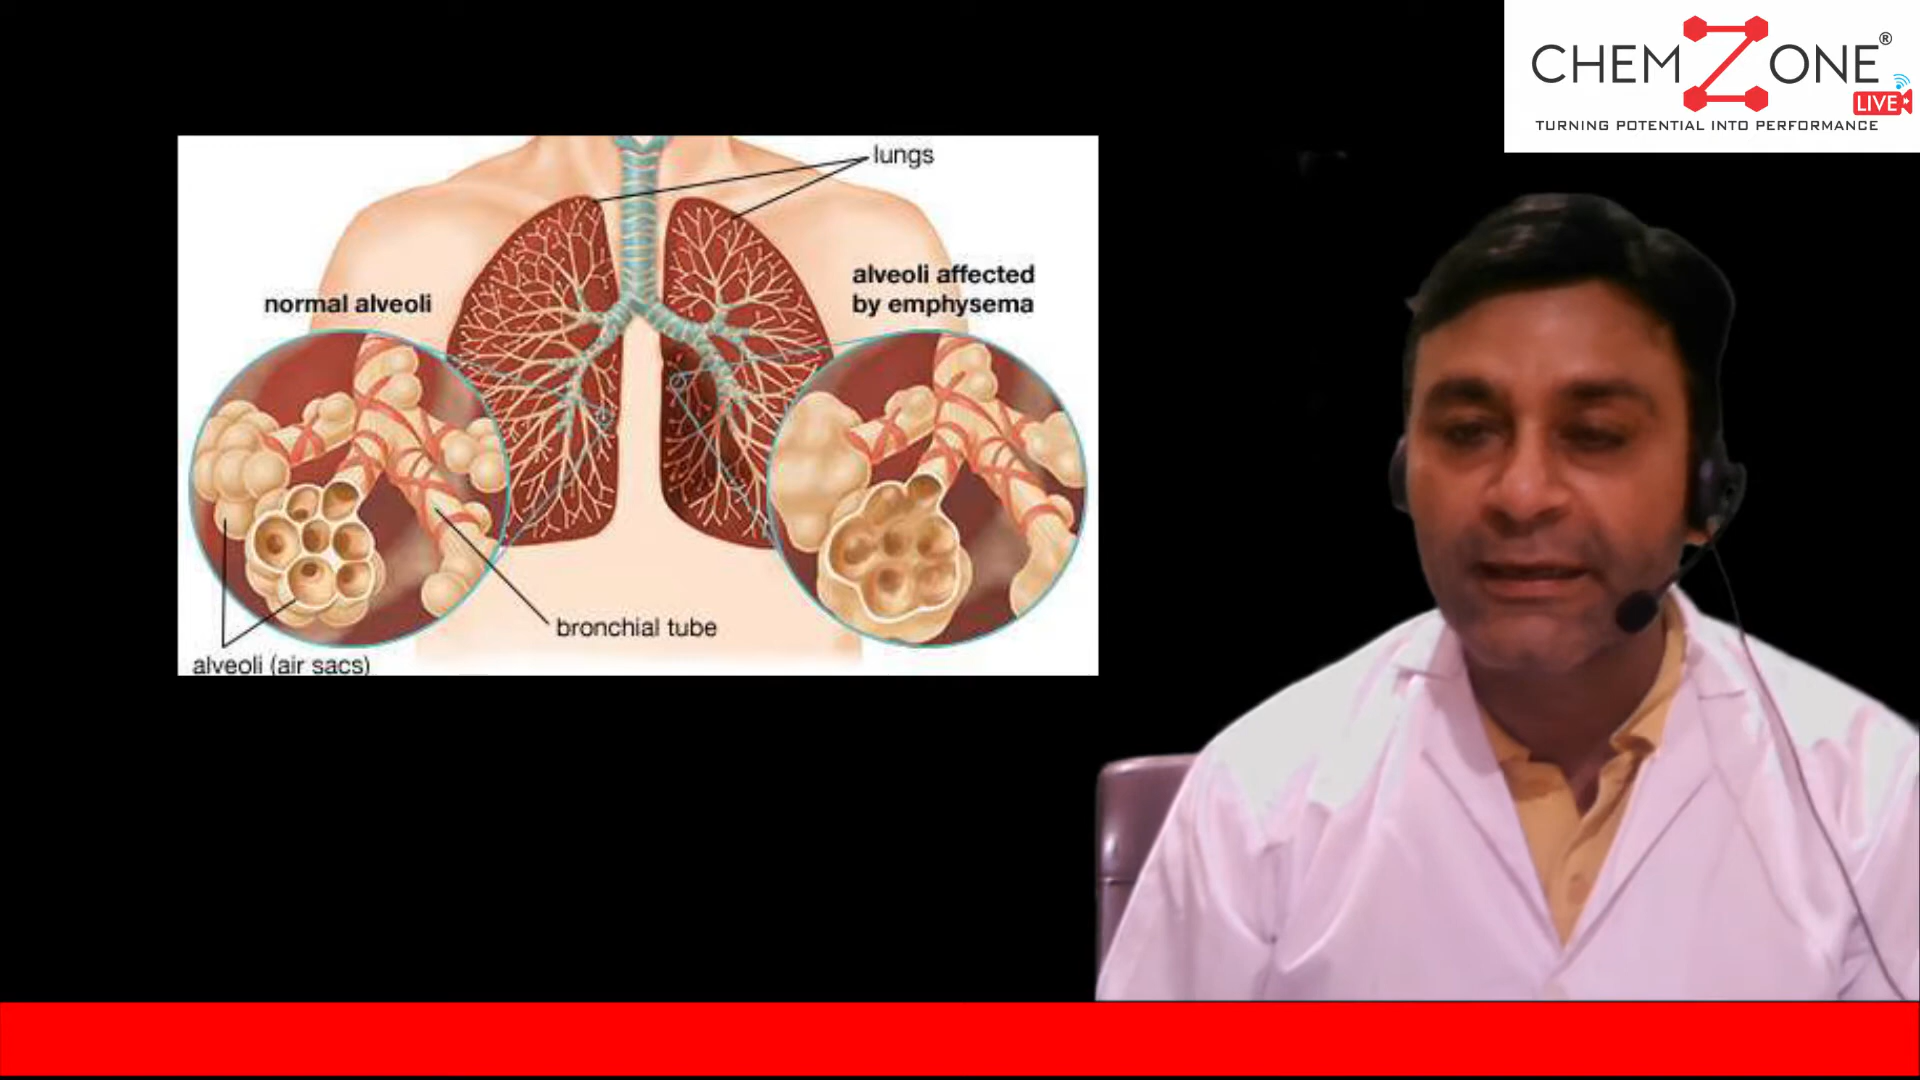 CHEMZONE®
LIVE
TURNING POTENTIAL INTO PERFORMANCE
lungs
alveoli affected
by emphysema
normal alveoli
bronchial tube
alveoli (air sacs)